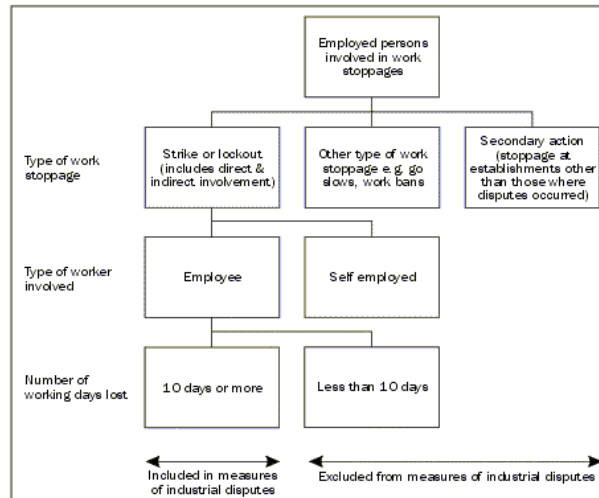 Employed persons
involved in work
stoppages
Type of work
stoppage
Strike or lockout
(includes direct &
indirect involvement)
Other type of work
stoppage e.g. go
slows, work bans
Secondary action
(stoppage at
establishments other
than those where
disputes occurred)
Type of worker
involved
Employee
Self employed
Number of
working days lost
10 days or more
Less than 10 days
Included in measures
of industrial disputes
Excluded from measures of industrial disputes